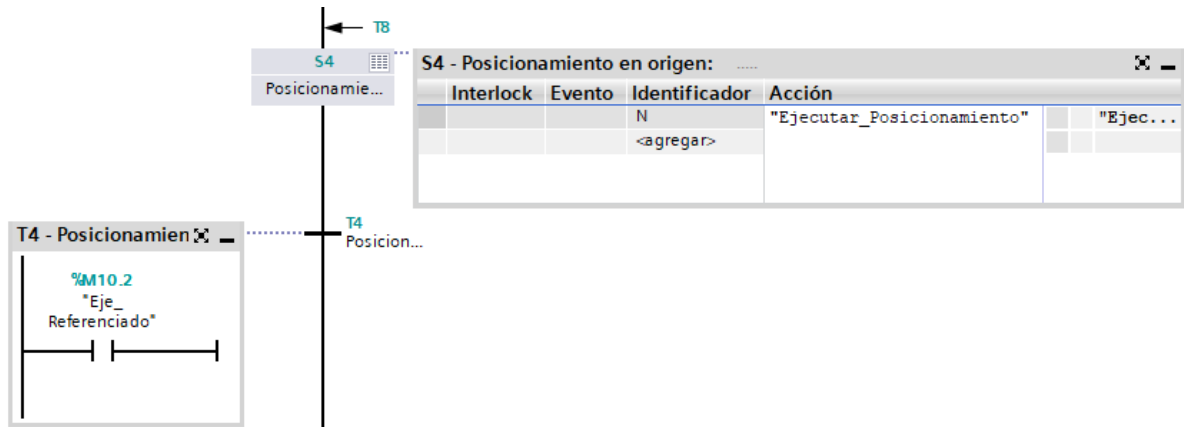 T8
S4
Posicionamie...
S4 - Posicionamiento en origen: .....
Interlock Evento Identificador Acción
N "Ejecutar_Posicionamiento" "Ejec...
<agregar>
T4 - Posicionamien
T4
Posicion...
%M10.2
"Eje_
Referenciado"